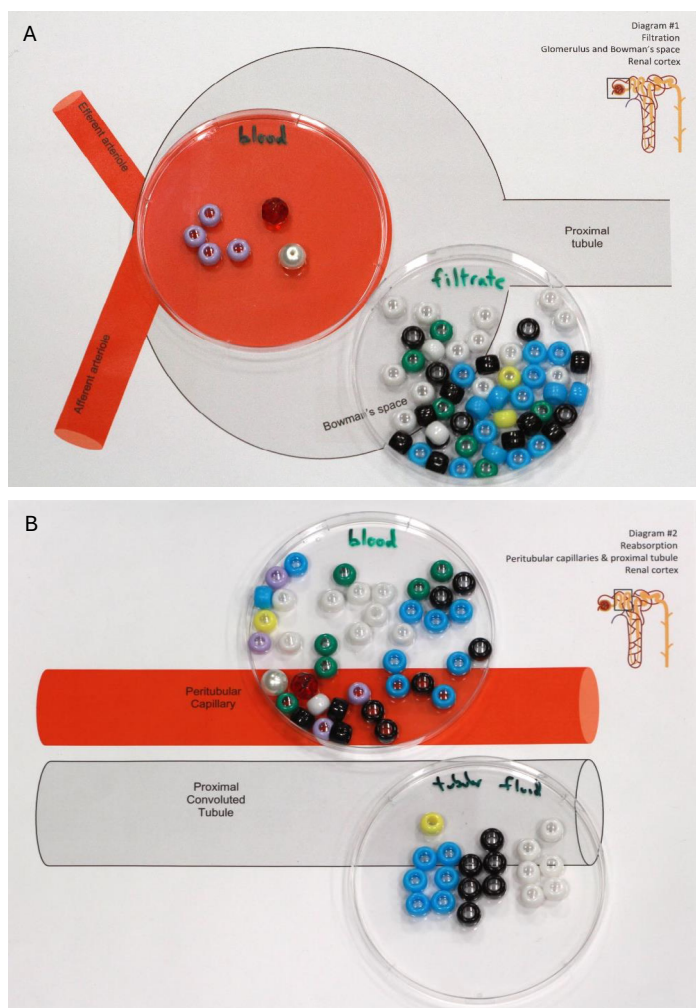 A
Diagram #1
Filtration
Glomerulus and Bowman's space
Renal cortex
Efferent arteriole
blood
Proximal
tubule
filtrate
Afferent arteriole
Bowman's space
B
Diagram #2
Reabsorption
Peritubular capillaries & proximal tubule
Renal cortex
blood
Peritubular
Capillary
Proximal
Convoluted
Tubule
tubular fluid